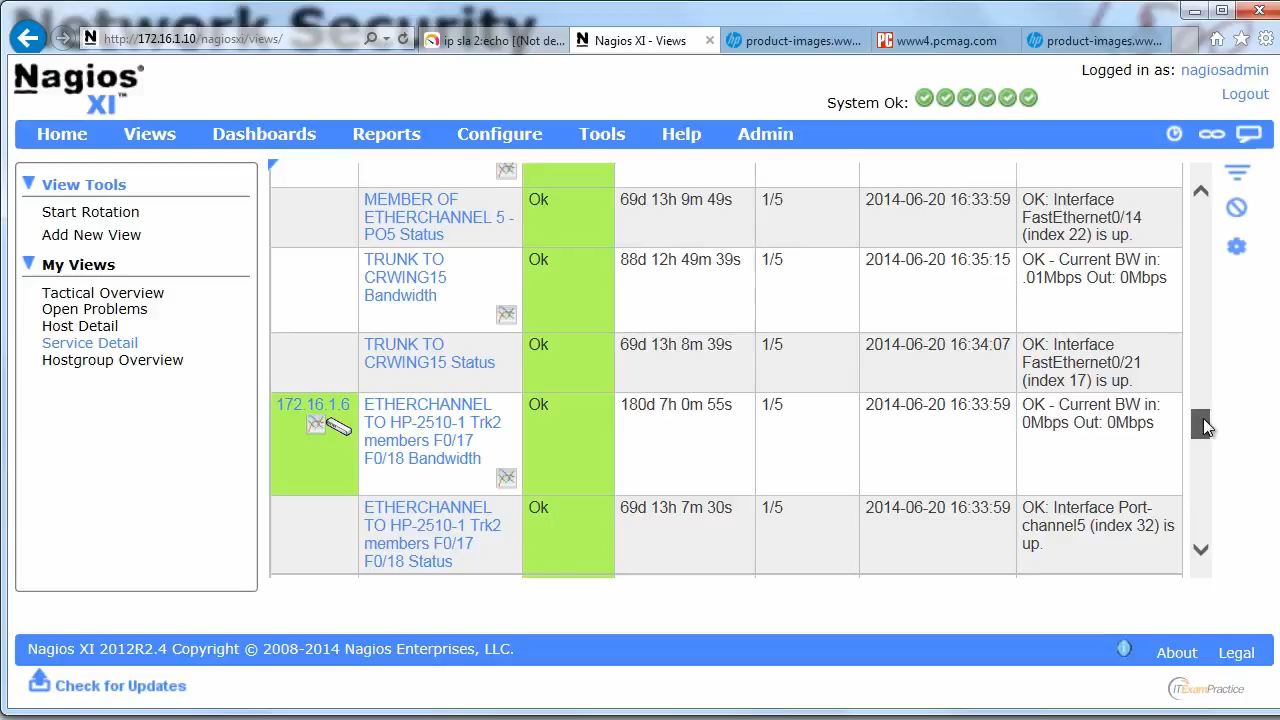 Network Security
http://172.16.1.10/nagiosxi/views/
ip sla 2:echo [(Not de...
Nagios XI - Views
product-images.ww...
www4.pcmag.com
product-images.ww...
Nagios XI
Logged in as: nagiosadmin
System Ok:
Logout
Home Views Dashboards Reports Configure Tools Help Admin
View Tools
Start Rotation
Add New View
My Views
Tactical Overview
Open Problems
Host Detail
Service Detail
Hostgroup Overview
MEMBER OF
ETHERCHANNEL 5 -
PO5 Status
Ok
69d 13h 9m 49s
1/5
2014-06-20 16:33:59
OK: Interface
FastEthernet0/14
(index 22) is up.
TRUNK TO
CRWING15
Bandwidth
Ok
88d 12h 49m 39s
1/5
2014-06-20 16:35:15
OK - Current BW in:
.01Mbps Out: 0Mbps
TRUNK TO
CRWING15 Status
Ok
69d 13h 8m 39s
1/5
2014-06-20 16:34:07
OK: Interface
FastEthernet0/21
(index 17) is up.
172.16.1.6
ETHERCHANNEL
TO HP-2510-1 Trk2
members F0/17
F0/18 Bandwidth
Ok
180d 7h 0m 55s
1/5
2014-06-20 16:33:59
OK - Current BW in:
0Mbps Out: 0Mbps
ETHERCHANNEL
TO HP-2510-1 Trk2
members F0/17
F0/18 Status
Ok
69d 13h 7m 30s
1/5
2014-06-20 16:33:59
OK: Interface Port-
channel5 (index 32) is
up.
Nagios XI 2012R2.4 Copyright © 2008-2014 Nagios Enterprises, LLC.
About Legal
Check for Updates
ITExamPractice